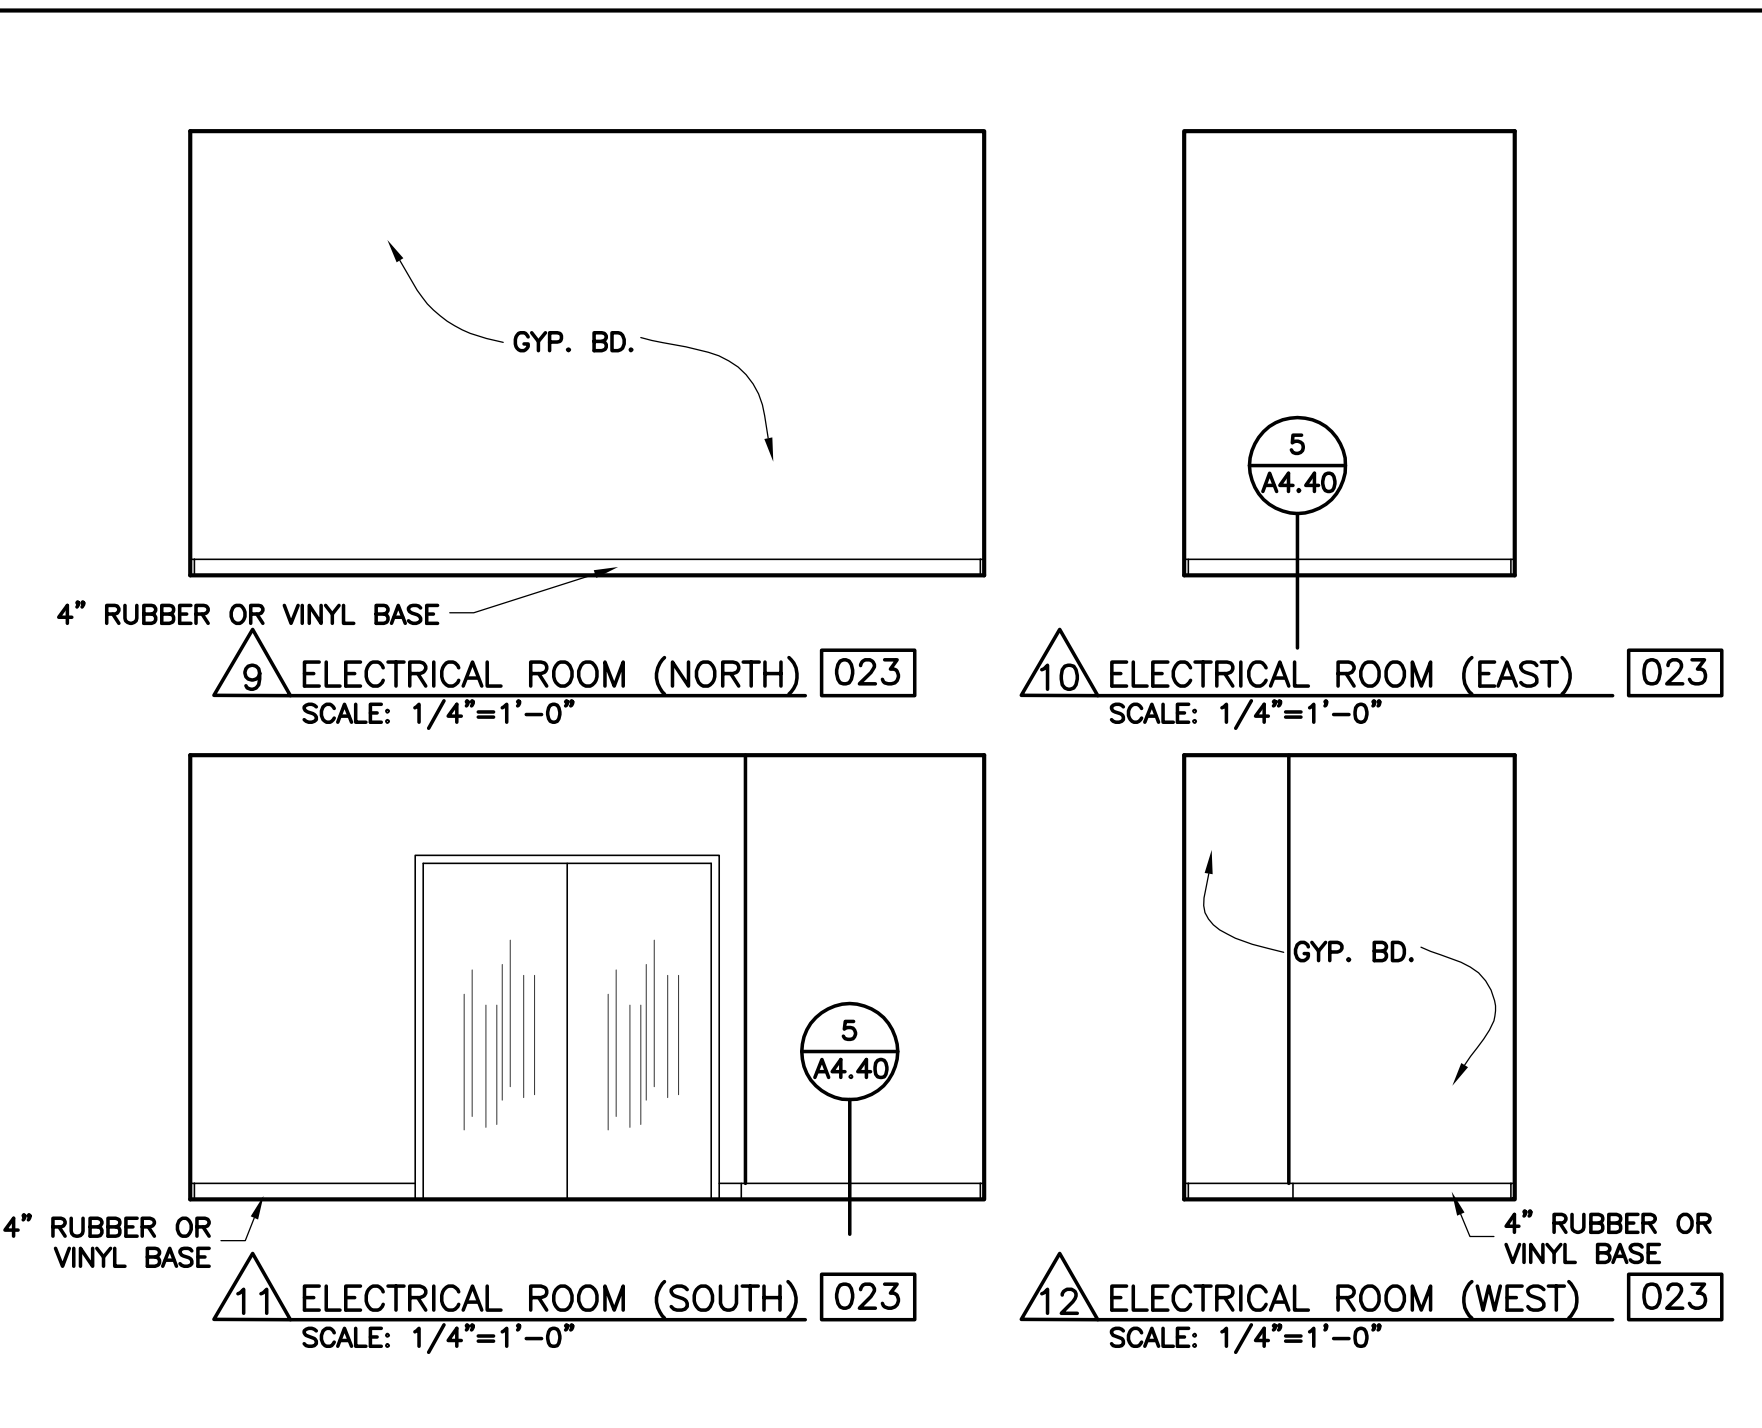 GYP. BD.
5
A4.40
4" RUBBER OR VINYL BASE
9 ELECTRICAL ROOM (NORTH) 023
SCALE: 1/4"=1'-0"
10 ELECTRICAL ROOM (EAST) 023
SCALE: 1/4"=1'-0"
GYP. BD.
5
A4.40
4" RUBBER OR
VINYL BASE
4" RUBBER OR
VINYL BASE
11 ELECTRICAL ROOM (SOUTH) 023
SCALE: 1/4"=1'-0"
12 ELECTRICAL ROOM (WEST) 023
SCALE: 1/4"=1'-0"